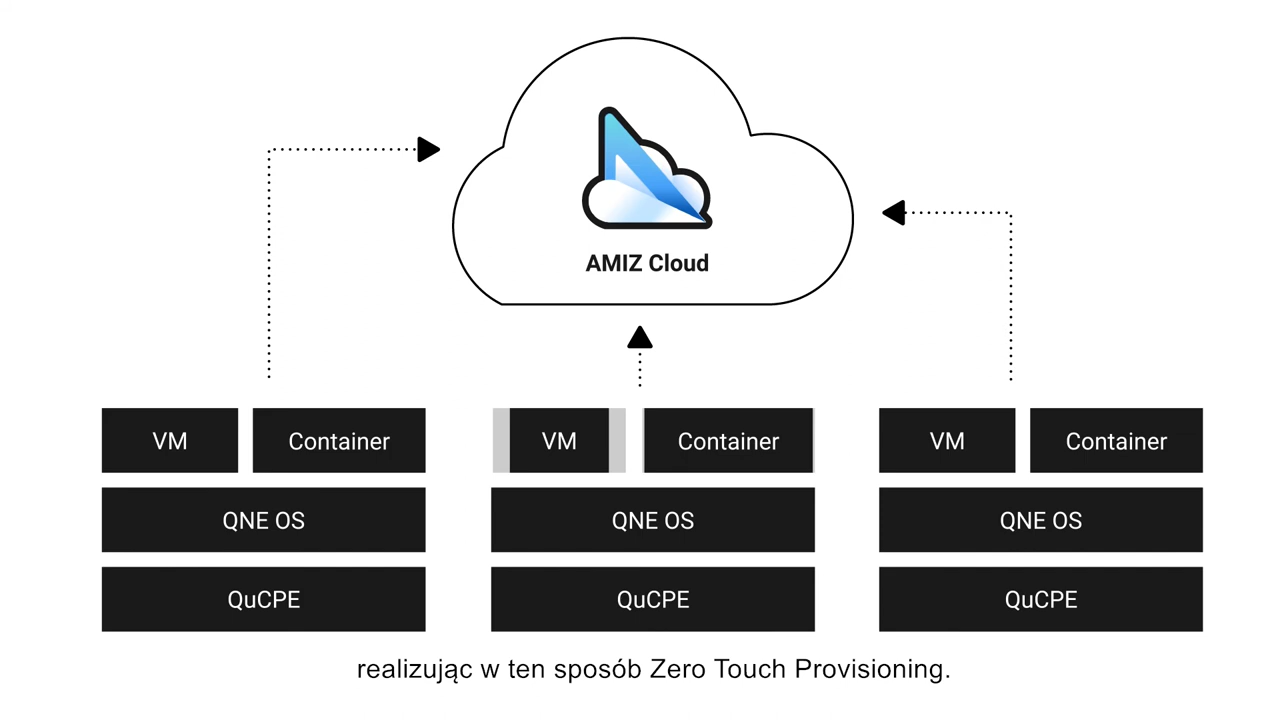 AMIZ Cloud
VM Container VM Container VM Container
QNE OS QNE OS QNE OS
QuCPE QuCPE QuCPE
realizując w ten sposób Zero Touch Provisioning.